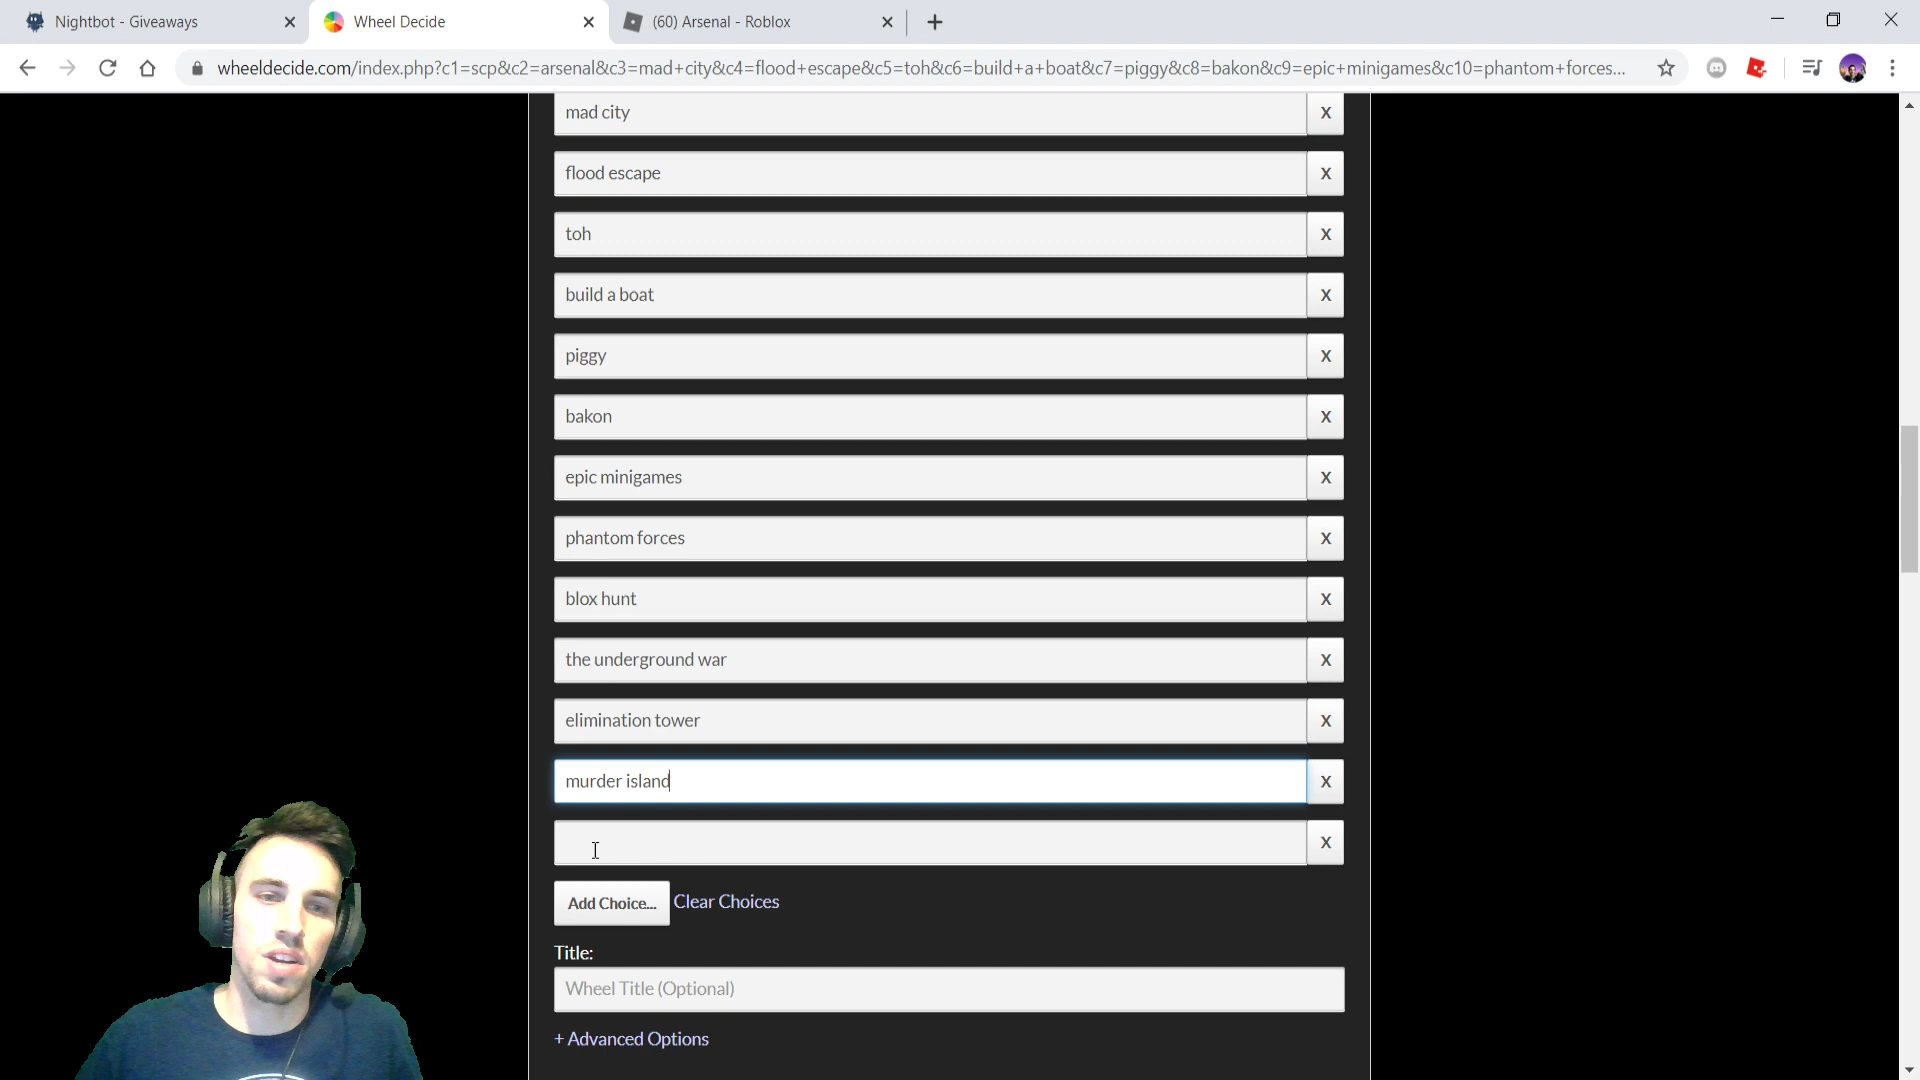 Nightbot - Giveaways
Wheel Decide
(60) Arsenal - Roblox
wheeldecide.com/index.php?c1=scp&c2=arsenal&c3=mad+city&c4=flood+escape&c5=toh&c6=build+a+boat&c7=piggy&c8=bakon&c9=epic+minigames&c10=phantom+forces...
mad city X
flood escape X
toh X
build a boat X
piggy X
bakon X
epic minigames X
phantom forces X
blox hunt X
the underground war X
elimination tower X
murder island X
X
Add Choice... Clear Choices
Title:
Wheel Title (Optional)
+ Advanced Options